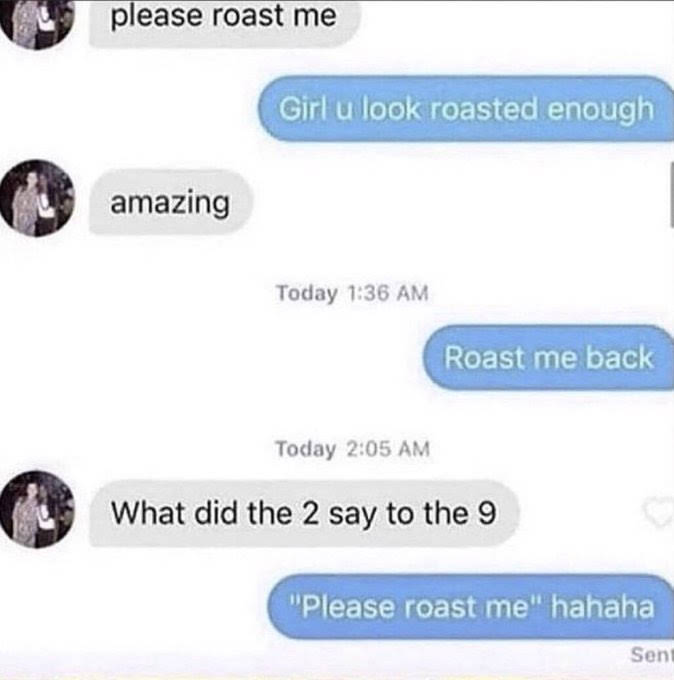 please roast me
Girl u look roasted enough
amazing
Today 1:36 AM
Roast me back
Today 2:05 AM
What did the 2 say to the 9
"Please roast me" hahaha
Sent